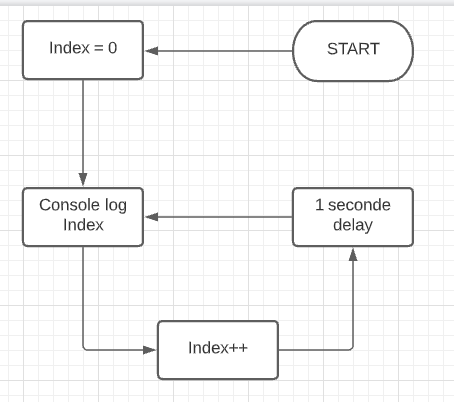 Index = 0
START
Console log
Index
1 seconde
delay
Index++